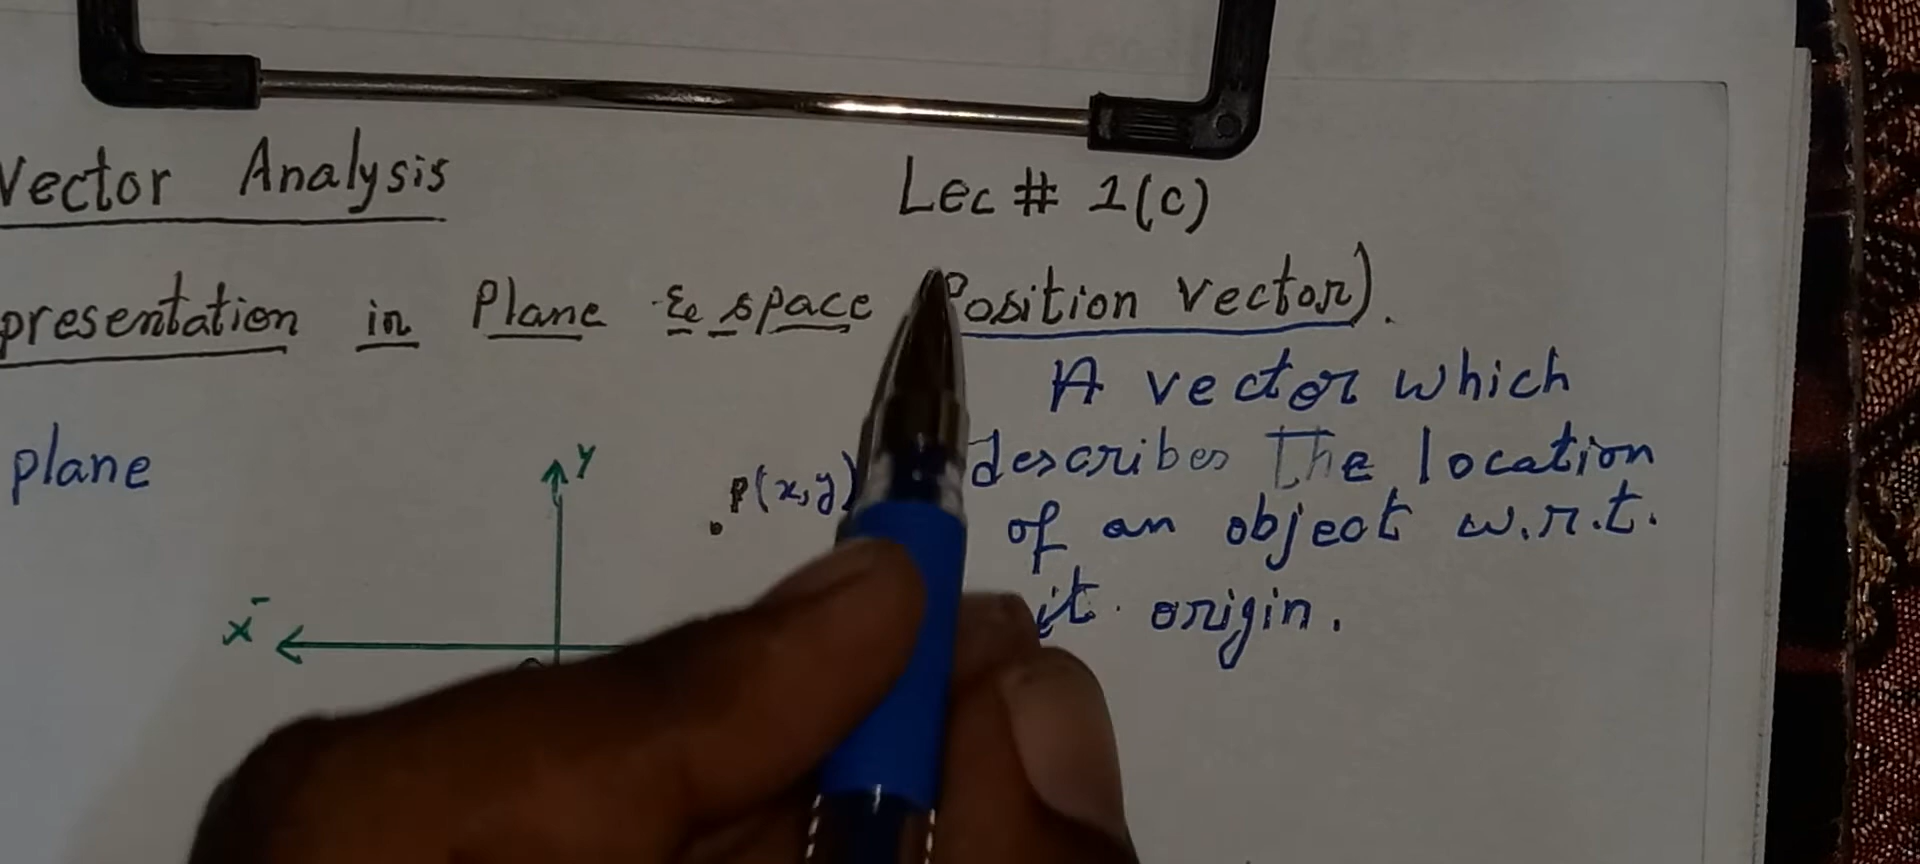 Vector Analysis
Lec # 1(c)
presentation in Plane & space Position Vector).
A vector which
plane
Y
P(x,y)
describes the location
of an object w.r.t.
it origin.
X̄